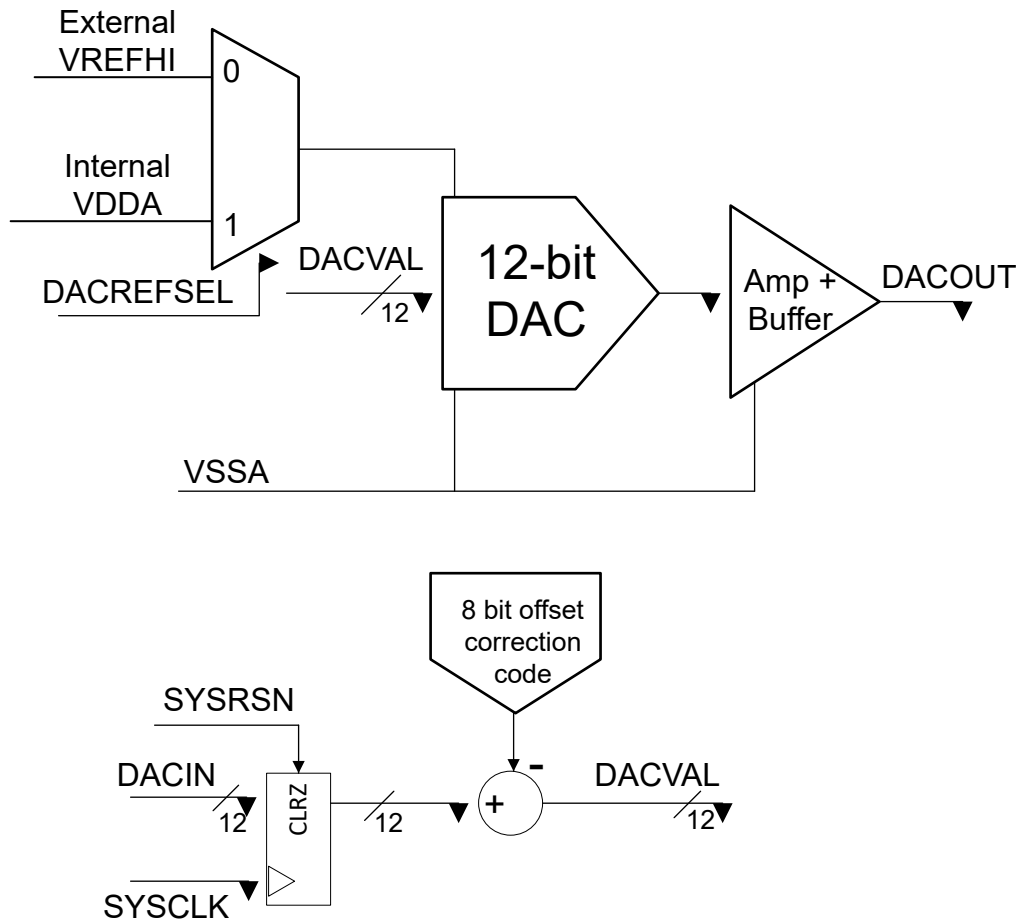 External
VREFHI
0
Internal
VDDA
1
DACREFSEL
DACVAL
12
12-bit
DAC
Amp +
Buffer
DACOUT
VSSA
8 bit offset
correction
code
SYSRSN
DACIN
12
CLRZ
12
-
+
DACVAL
12
SYSCLK